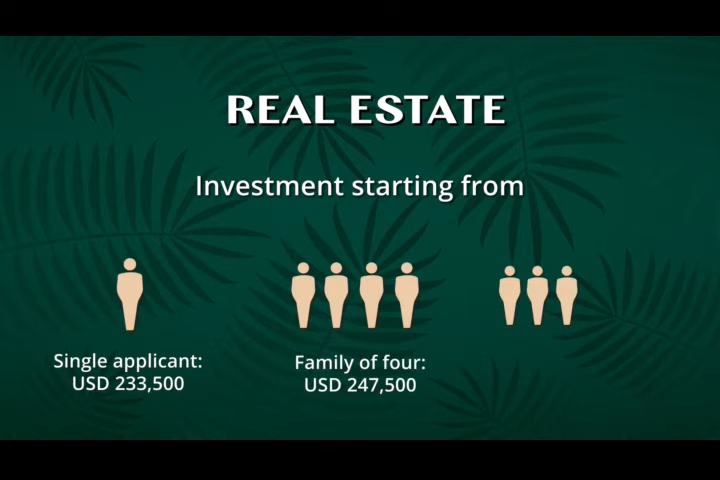 REAL ESTATE
Investment starting from
Single applicant:
USD 233,500
Family of four:
USD 247,500